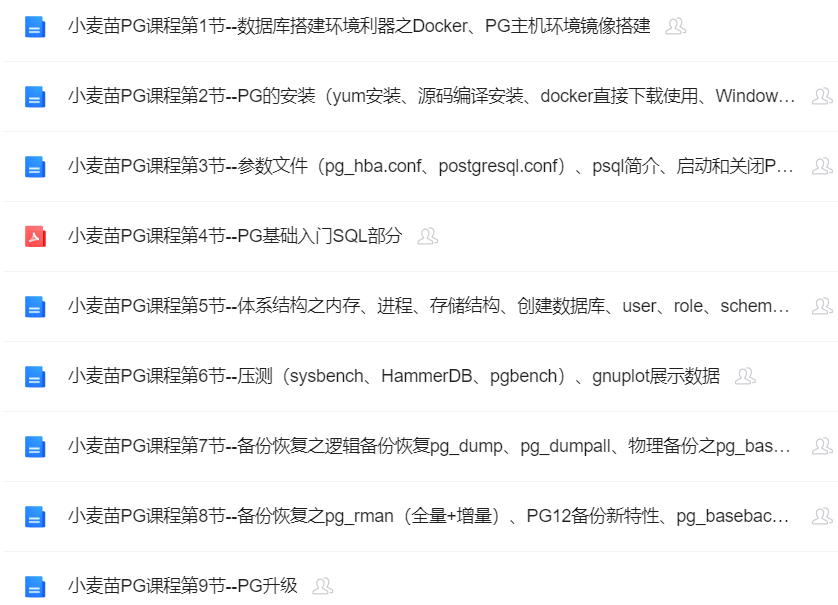 小麦苗PG课程第1节--数据库搭建环境利器之Docker、PG主机环境镜像搭建
小麦苗PG课程第2节--PG的安装（yum安装、源码编译安装、docker直接下载使用、Window...
小麦苗PG课程第3节--参数文件（pg_hba.conf、postgresql.conf）、psql简介、启动和关闭P...
小麦苗PG课程第4节--PG基础入门SQL部分
小麦苗PG课程第5节--体系结构之内存、进程、存储结构、创建数据库、user、role、schem...
小麦苗PG课程第6节--压测（sysbench、HammerDB、pgbench）、gnuplot展示数据
小麦苗PG课程第7节--备份恢复之逻辑备份恢复pg_dump、pg_dumpall、物理备份之pg_bas...
小麦苗PG课程第8节--备份恢复之pg_rman（全量+增量）、PG12备份新特性、pg_basebac...
小麦苗PG课程第9节--PG升级